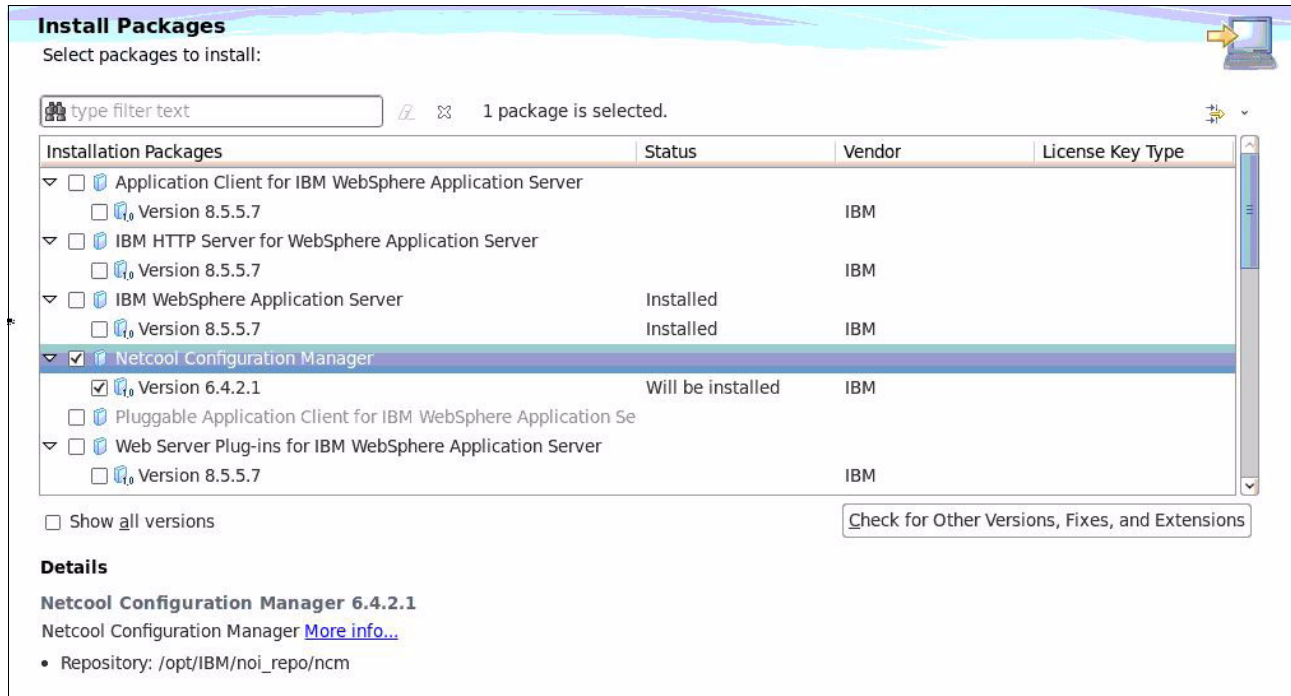 Install Packages
Select packages to install:
type filter text
1 package is selected.
Installation Packages Status Vendor License Key Type
Application Client for IBM WebSphere Application Server
Version 8.5.5.7 IBM
IBM HTTP Server for WebSphere Application Server
Version 8.5.5.7 IBM
IBM WebSphere Application Server Installed
Version 8.5.5.7 Installed IBM
Netcool Configuration Manager
Version 6.4.2.1 Will be installed IBM
Pluggable Application Client for IBM WebSphere Application Se
Web Server Plug-ins for IBM WebSphere Application Server
Version 8.5.5.7 IBM
Show all versions
Check for Other Versions, Fixes, and Extensions
Details
Netcool Configuration Manager 6.4.2.1
Netcool Configuration Manager More info...
• Repository: /opt/IBM/noi_repo/ncm